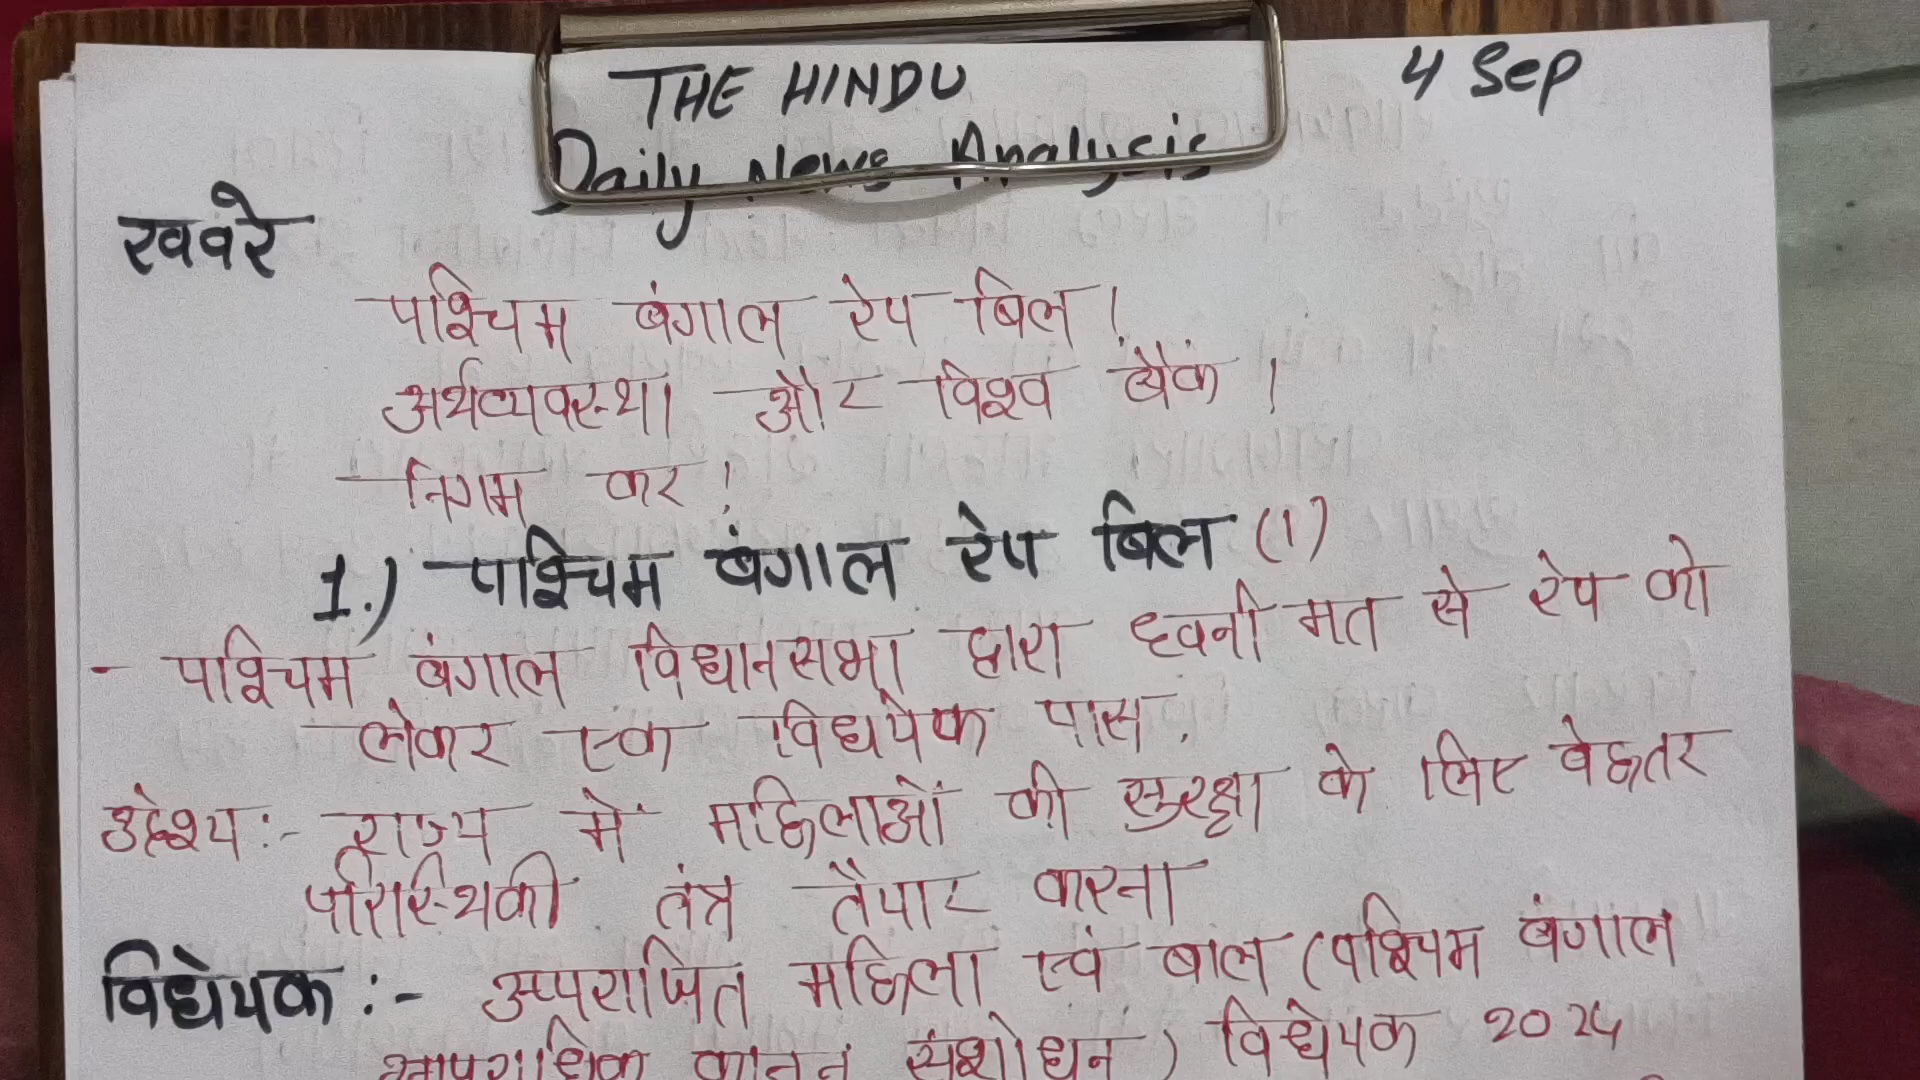 THE HINDU
4 Sep
Daily News Analysis
खबरे
पश्चिम बंगाल रेप बिल।
अर्थव्यवस्था और विश्व बैंक।
निगम कर।
1.) पश्चिम बंगाल रेप बिल (1)
- पश्चिम बंगाल विधानसभा द्वारा ध्वनी मत से रेप को
लेकर एक विधयेक पास.
उद्देश्य:- राज्य में महिलाओं की सुरक्षा के लिए बेहतर
परिस्थिकी तंत्र तैयार करना
विधेयक :- अपराजित महिला एवं बाल (पश्चिम बंगाल
आपराधिक कानून संशोधन) विधेयक 2024